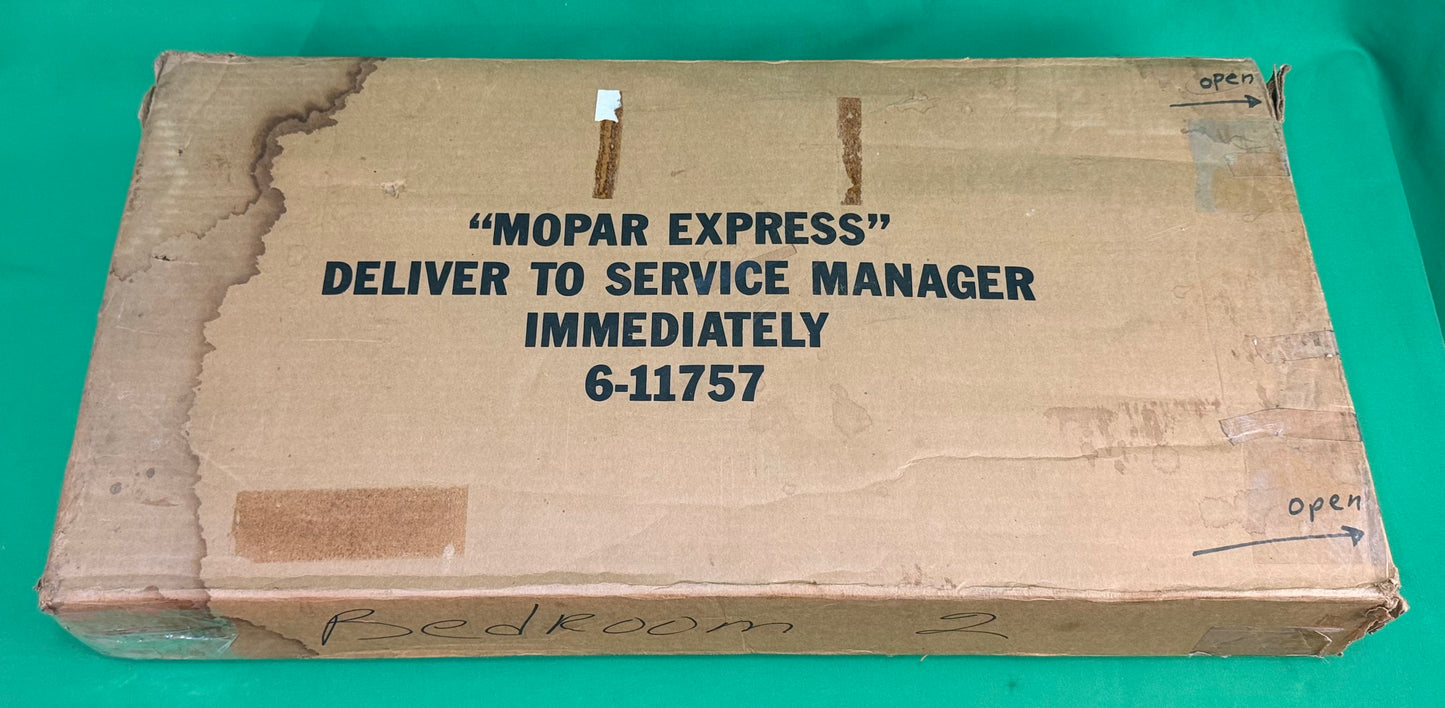 open
“MOPAR EXPRESS”
DELIVER TO SERVICE MANAGER
IMMEDIATELY
6-11757
open
Bedroom 2